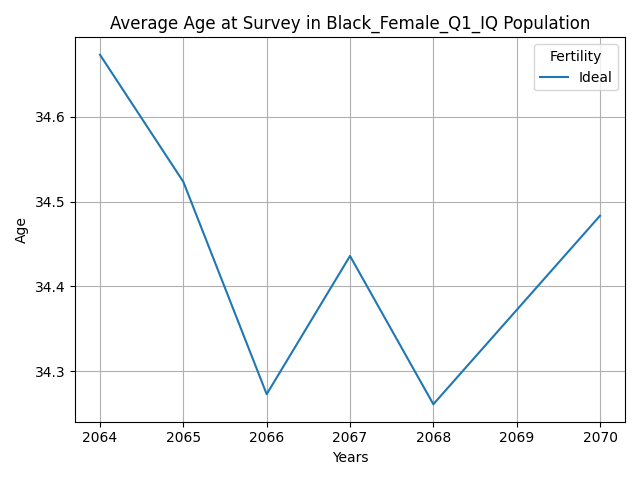 Average Age at Survey in Black_Female_Q1_IQ Population
Fertility
Ideal
Age
34.6
34.5
34.4
34.3
2064 2065 2066 2067 2068 2069 2070
Years